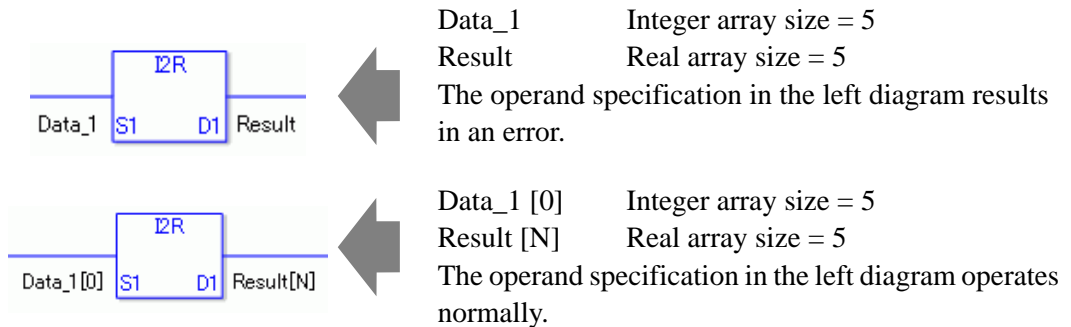 I2R
Data_1 S1 D1 Result
Data_1 Integer array size = 5
Result Real array size = 5
The operand specification in the left diagram results
in an error.
I2R
Data_1[0] S1 D1 Result[N]
Data_1 [0] Integer array size = 5
Result [N] Real array size = 5
The operand specification in the left diagram operates
normally.